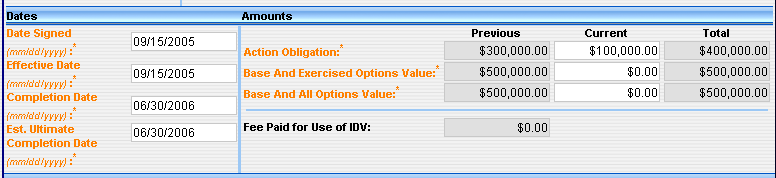 Dates
Date Signed
(mm/dd/yyyy) :*
09/15/2005
Effective Date
(mm/dd/yyyy) :*
09/15/2005
Completion Date
(mm/dd/yyyy) :*
06/30/2006
Est. Ultimate
Completion Date
(mm/dd/yyyy) :*
06/30/2006
Amounts
Previous Current Total
Action Obligation:* $300,000.00 $100,000.00 $400,000.00
Base And Exercised Options Value:* $500,000.00 $0.00 $500,000.00
Base And All Options Value:* $500,000.00 $0.00 $500,000.00
Fee Paid for Use of IDV: $0.00